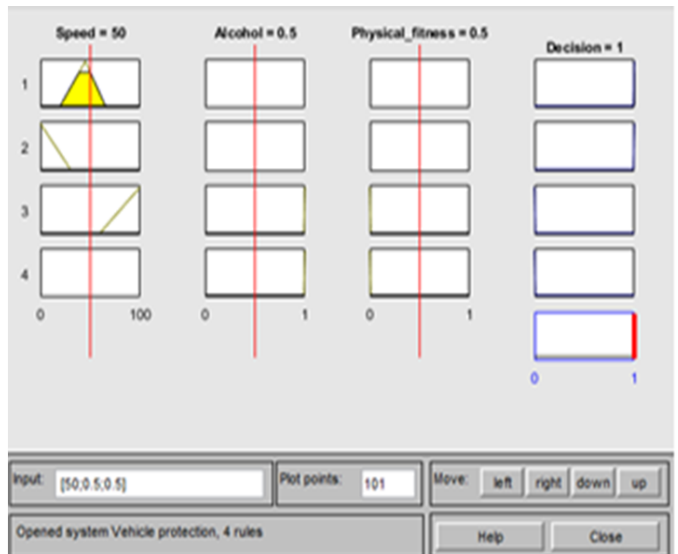 Speed = 50
Alcohol = 0.5
Physical_fitness = 0.5
Decision = 1
1
2
3
4
0 100
0 1
0 1
0 1
Input: [50;0.5;0.5]
Plot points: 101
Move: left right down up
Opened system Vehicle protection, 4 rules
Help Close